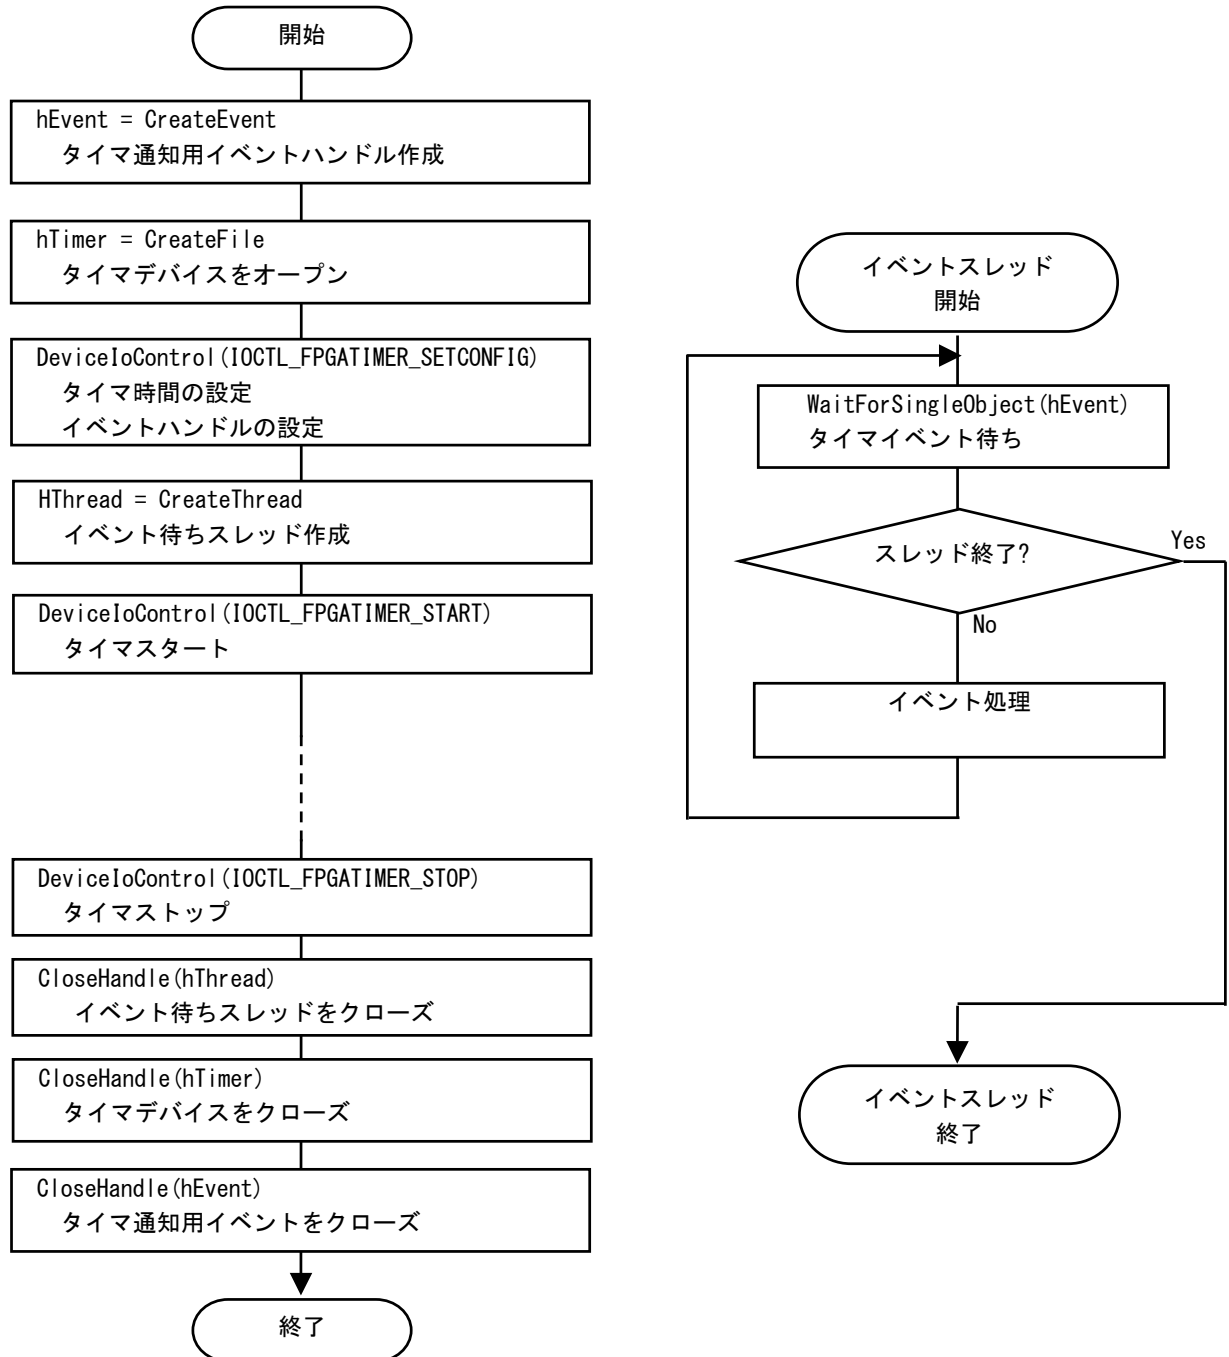 開始
hEvent = CreateEvent
タイマ通知用イベントハンドル作成
hTimer = CreateFile
タイマデバイスをオープン
DeviceIoControl(IOCTL_FPGATIMER_SETCONFIG)
タイマ時間の設定
イベントハンドルの設定
HThread = CreateThread
イベント待ちスレッド作成
DeviceIoControl(IOCTL_FPGATIMER_START)
タイマスタート
DeviceIoControl(IOCTL_FPGATIMER_STOP)
タイマストップ
CloseHandle(hThread)
イベント待ちスレッドをクローズ
CloseHandle(hTimer)
タイマデバイスをクローズ
CloseHandle(hEvent)
タイマ通知用イベントをクローズ
終了
イベントスレッド
開始
WaitForSingleObject(hEvent)
タイマイベント待ち
スレッド終了?
Yes
No
イベント処理
イベントスレッド
終了